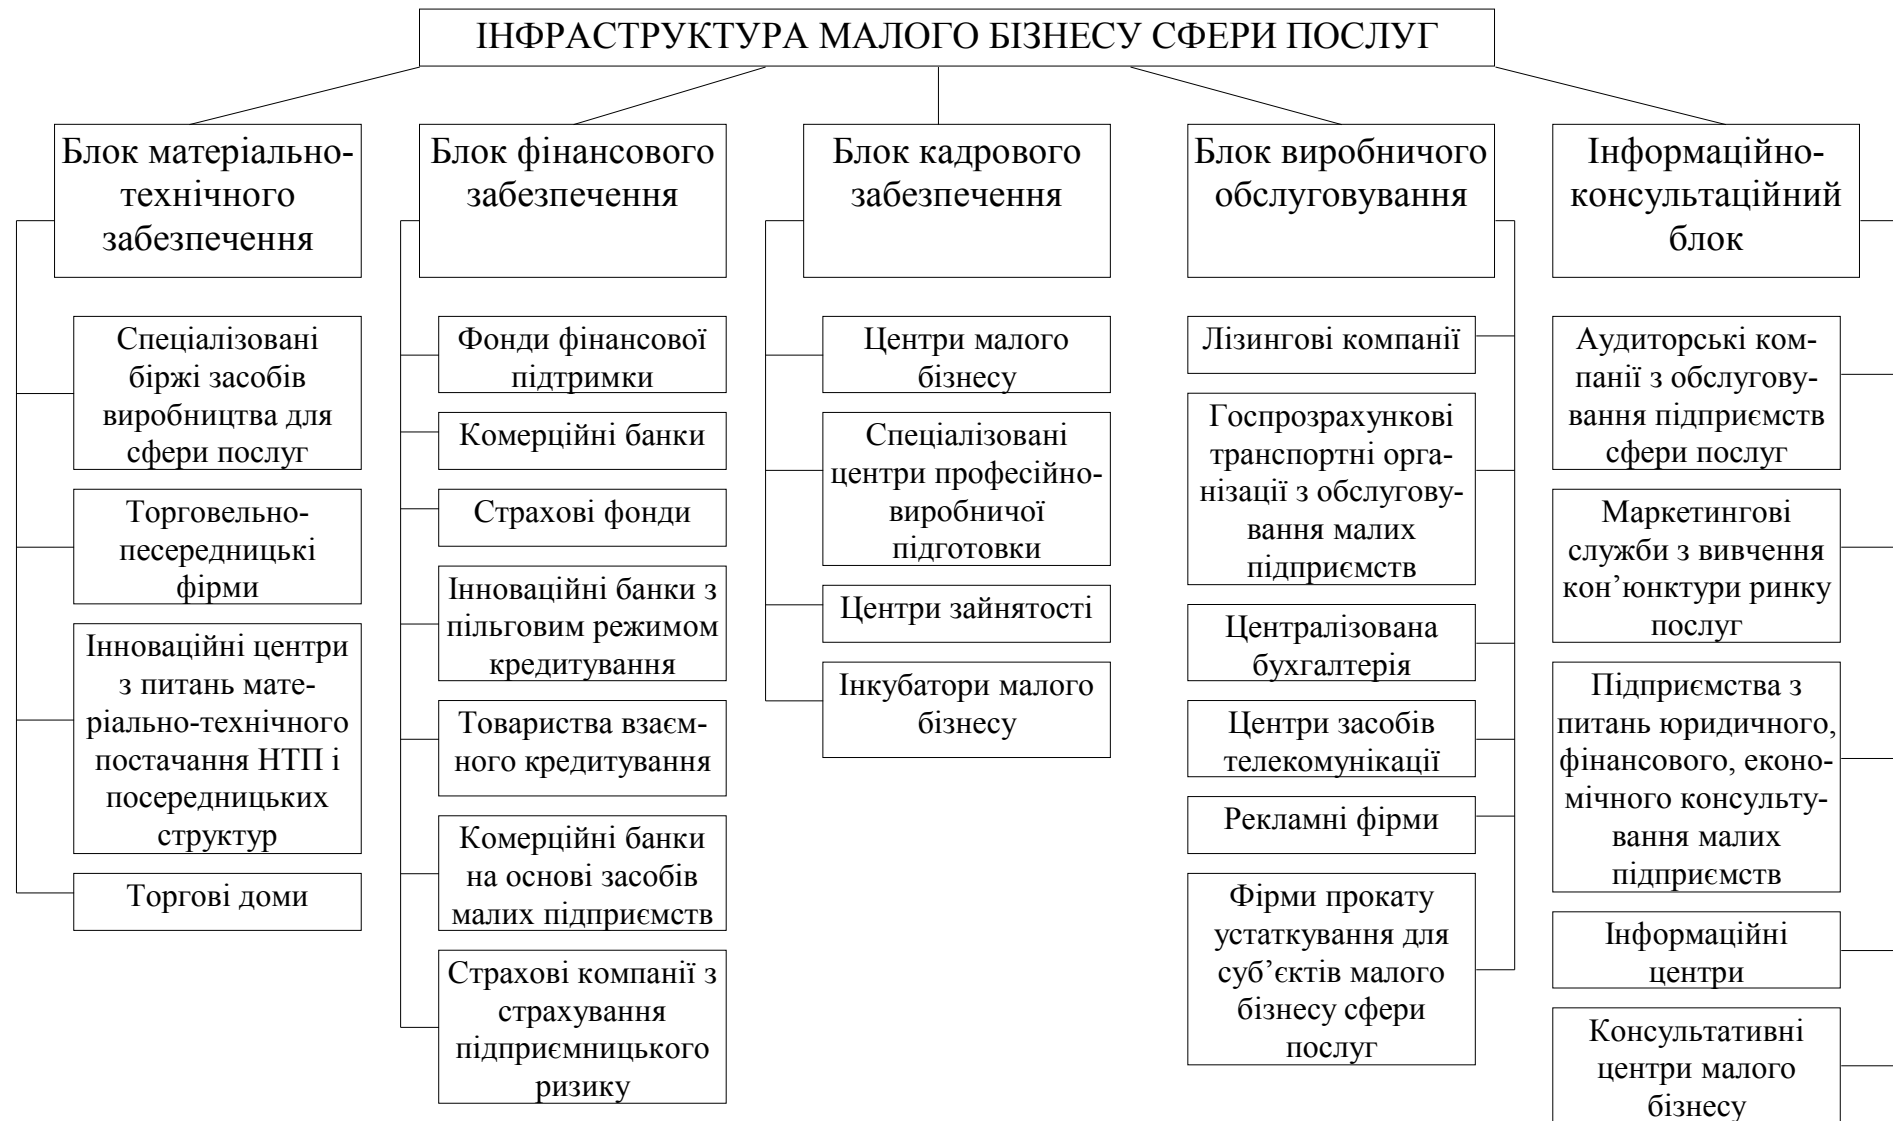 ІНФРАСТРУКТУРА МАЛОГО БІЗНЕСУ СФЕРИ ПОСЛУГ
Блок матеріально-
технічного
забезпечення
Спеціалізовані
біржі засобів
виробництва для
сфери послуг
Торговельно-
песередницькі
фірми
Інноваційні центри
з питань мате-
ріально-технічного
постачання НТП і
посередницьких
структур
Торгові доми
Блок фінансового
забезпечення
Фонди фінансової
підтримки
Комерційні банки
Страхові фонди
Інноваційні банки з
пільговим режимом
кредитування
Товариства взаєм-
ного кредитування
Комерційні банки
на основі засобів
малих підприємств
Страхові компанії з
страхування
підприємницького
ризику
Блок кадрового
забезпечення
Центри малого
бізнесу
Спеціалізовані
центри професійно-
виробничої
підготовки
Центри зайнятості
Інкубатори малого
бізнесу
Блок виробничого
обслуговування
Лізингові компанії
Госпрозрахункові
транспортні орга-
нізації з обслугову-
вання малих
підприємств
Централізована
бухгалтерія
Центри засобів
телекомунікації
Рекламні фірми
Фірми прокату
устаткування для
суб’єктів малого
бізнесу сфери
послуг
Інформаційно-
консультаційний
блок
Аудиторські ком-
панії з обслугову-
вання підприємств
сфери послуг
Маркетингові
служби з вивчення
кон’юнктури ринку
послуг
Підприємства з
питань юридичного,
фінансового, еконо-
мічного консульту-
вання малих
підприємств
Інформаційні
центри
Консультативні
центри малого
бізнесу